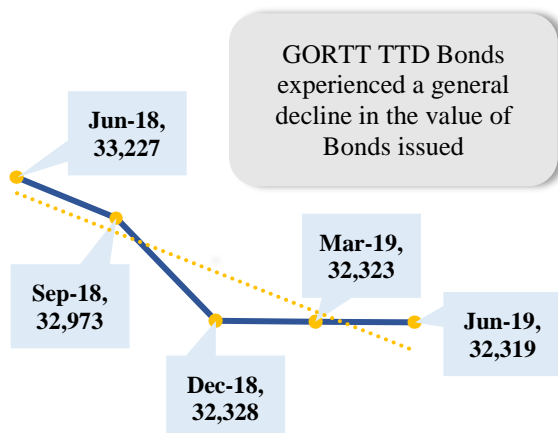 GORTT TTD Bonds
experienced a general
decline in the value of
Bonds issued
Jun-18,
33,227
Sep-18,
32,973
Dec-18,
32,328
Mar-19,
32,323
Jun-19,
32,319